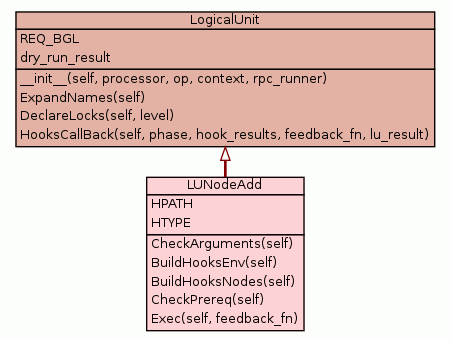 LogicalUnit
REQ_BGL
dry_run_result
__init__(self, processor, op, context, rpc_runner)
ExpandNames(self)
DeclareLocks(self, level)
HooksCallBack(self, phase, hook_results, feedback_fn, lu_result)
LUNodeAdd
HPATH
HTYPE
CheckArguments(self)
BuildHooksEnv(self)
BuildHooksNodes(self)
CheckPrereq(self)
Exec(self, feedback_fn)